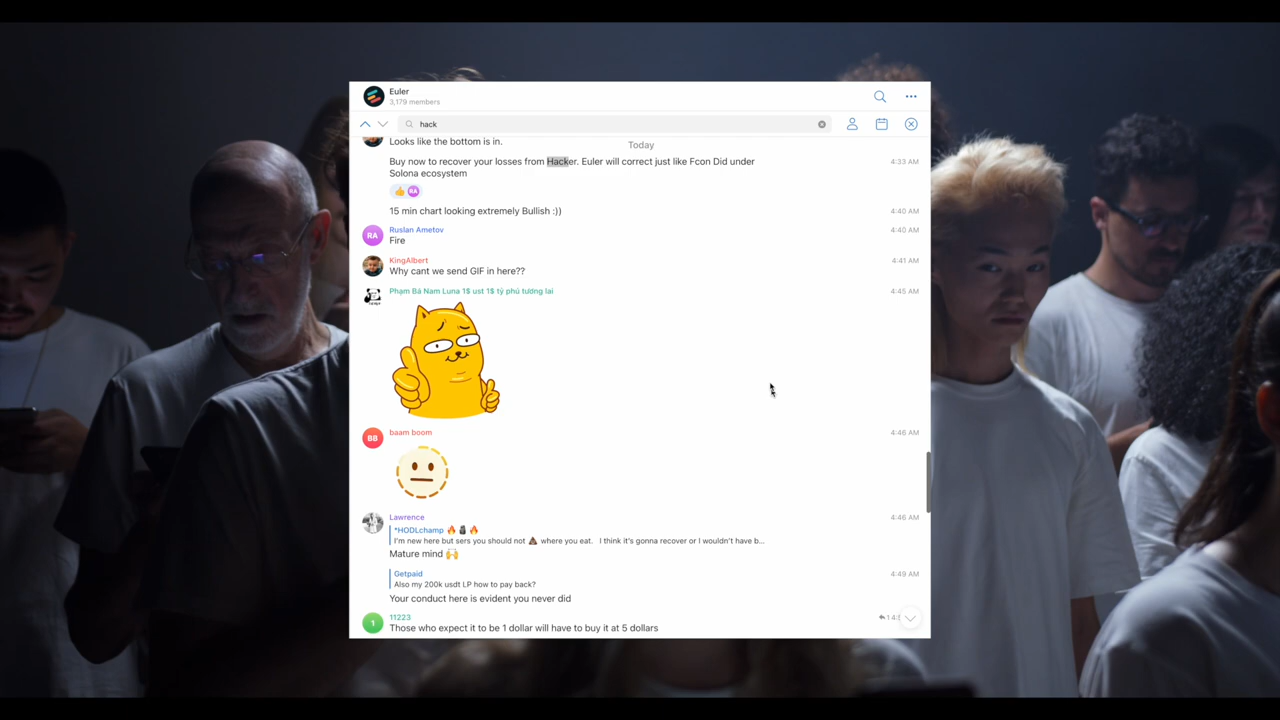 Euler
3,179 members
hack
Looks like the bottom is in.
Today
Buy now to recover your losses from Hacker. Euler will correct just like Fcon Did under
Solona ecosystem
4:33 AM
RA
15 min chart looking extremely Bullish :))
4:40 AM
RA
Ruslan Ametov
4:40 AM
Fire
KingAlbert
4:41 AM
Why cant we send GIF in here??
Phạm Bá Nam Luna 1$ ust 1$ tỷ phú tương lai
4:45 AM
BB
baam boom
4:46 AM
Lawrence
4:46 AM
*HODLchamp 🔥 🗿 🔥
I'm new here but sers you should not 💩 where you eat. I think it's gonna recover or I wouldn't have b...
Mature mind 🙌
Getpaid
4:49 AM
Also my 200k usdt LP how to pay back?
Your conduct here is evident you never did
1
11223
Those who expect it to be 1 dollar will have to buy it at 5 dollars